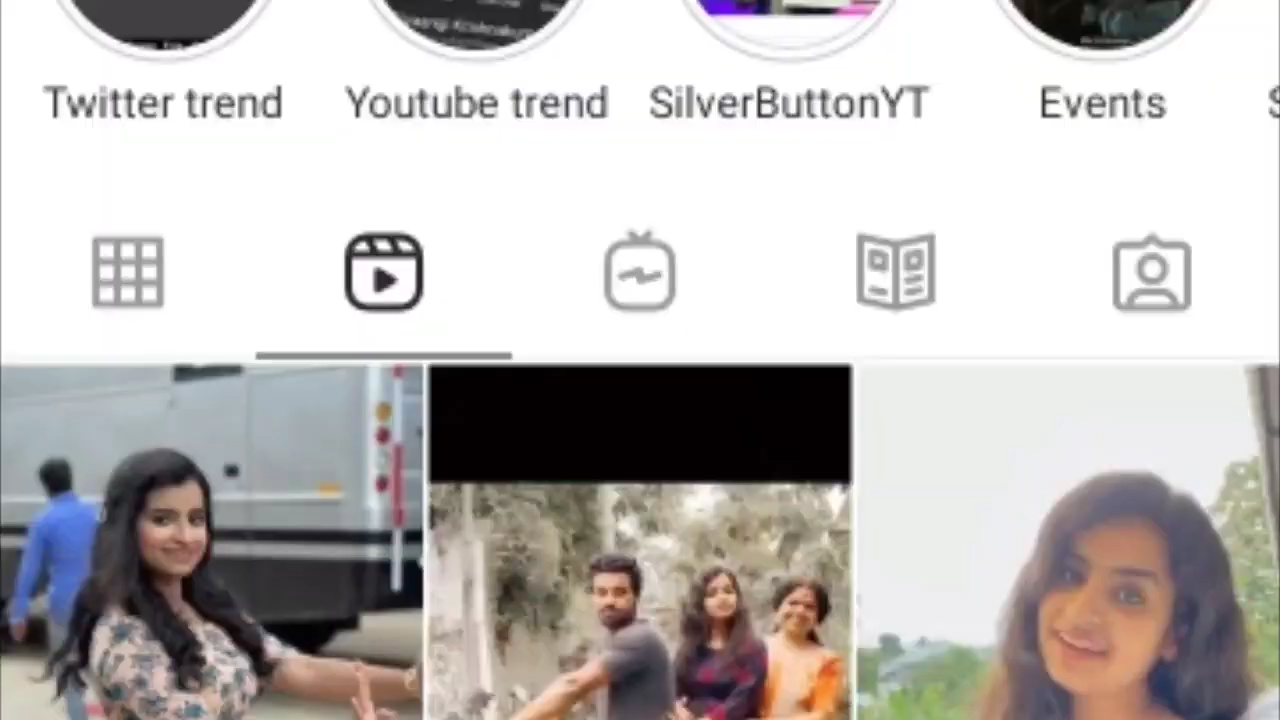 Twitter trend
Youtube trend
SilverButtonYT
Events